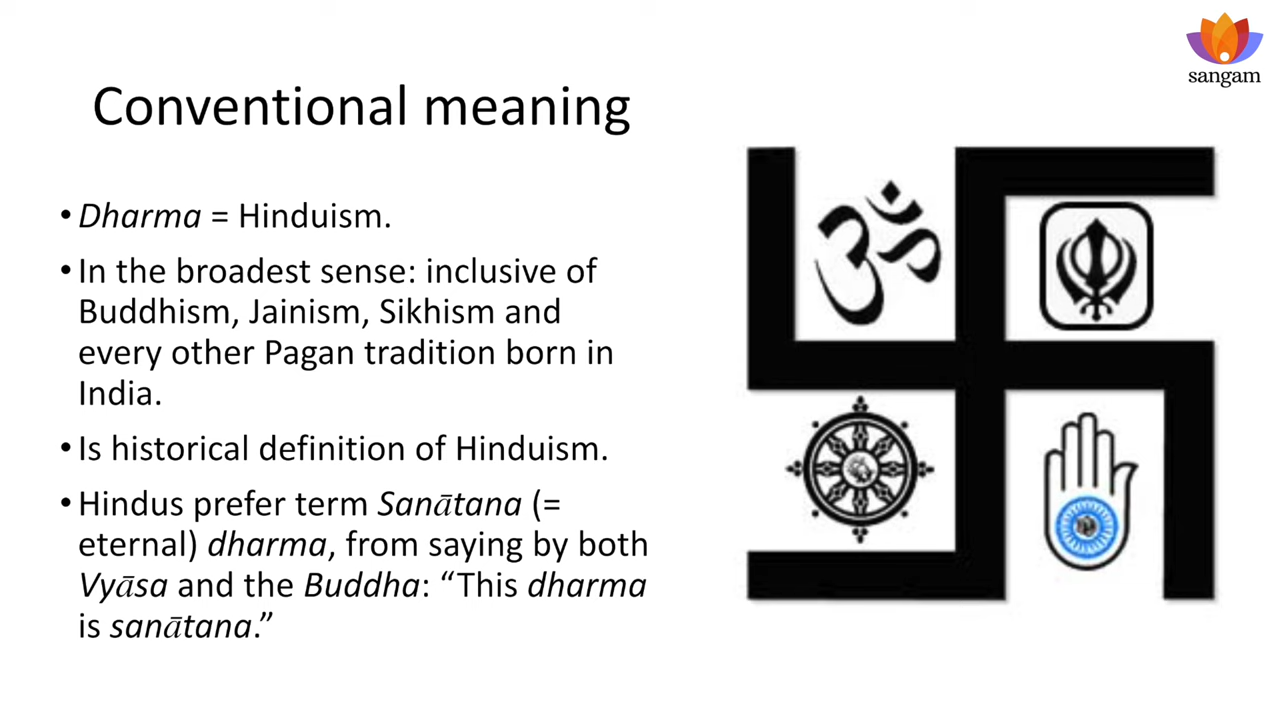 sangam
Conventional meaning
• Dharma = Hinduism.
• In the broadest sense: inclusive of
Buddhism, Jainism, Sikhism and
every other Pagan tradition born in
India.
• Is historical definition of Hinduism.
• Hindus prefer term Sanātana (=
eternal) dharma, from saying by both
Vyāsa and the Buddha: “This dharma
is sanātana.”
ॐ